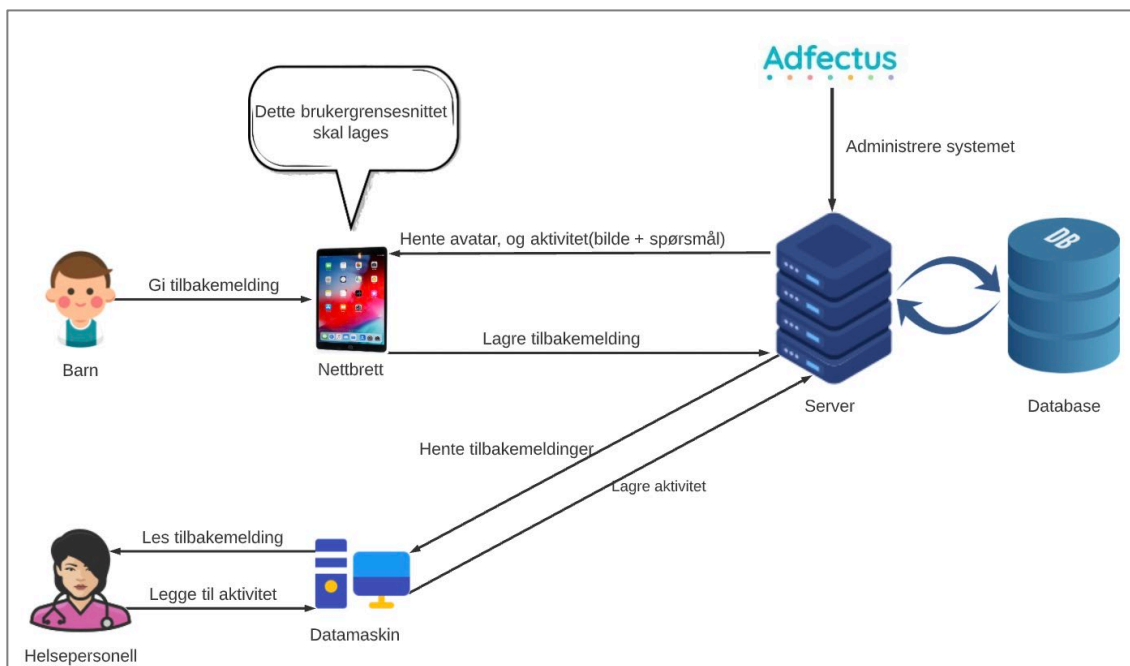 Adfectus
Dette brukergrensesnittet
skal lages
Administrere systemet
Hente avatar, og aktivitet(bilde + spørsmål)
DB
Gi tilbakemelding
Lagre tilbakemelding
Barn
Nettbrett
Server
Database
Hente tilbakemeldinger
Lagre aktivitet
Les tilbakemelding
Legge til aktivitet
Datamaskin
Helsepersonell